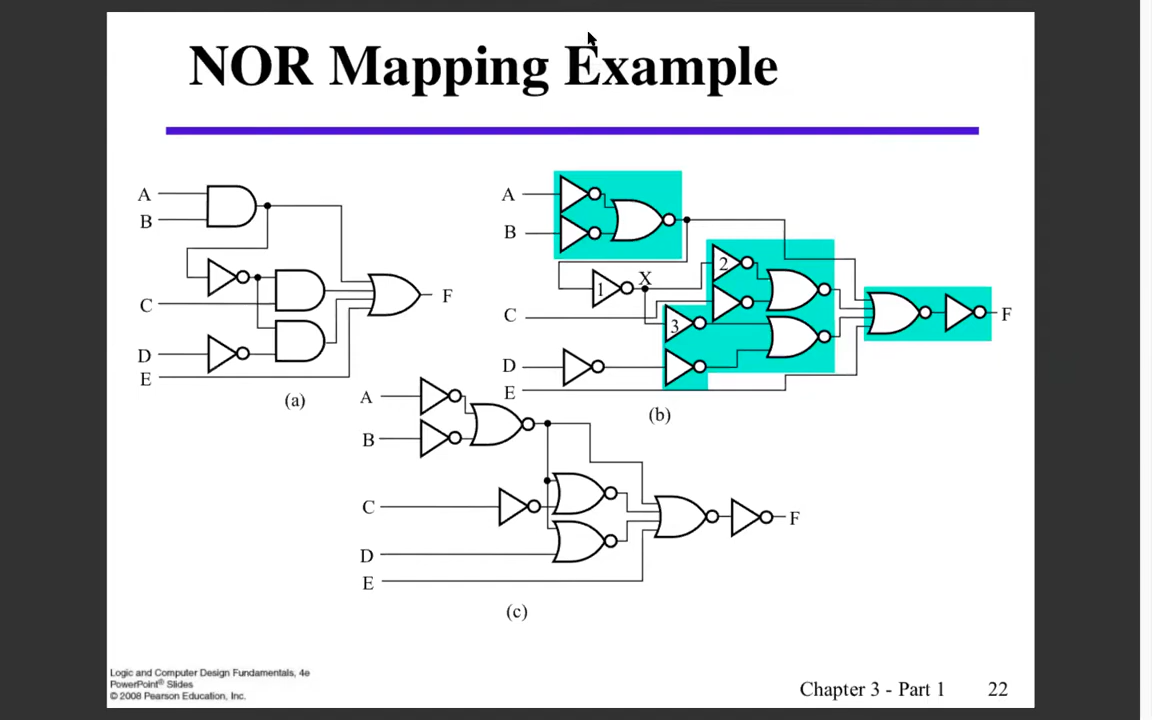 NOR Mapping Example
A
B
C
D
E
F
(a)
A
B
C
D
E
1
X
2
3
F
(b)
A
B
C
D
E
F
(c)
Logic and Computer Design Fundamentals, 4e
PowerPoint® Slides
© 2008 Pearson Education, Inc.
Chapter 3 - Part 1 22